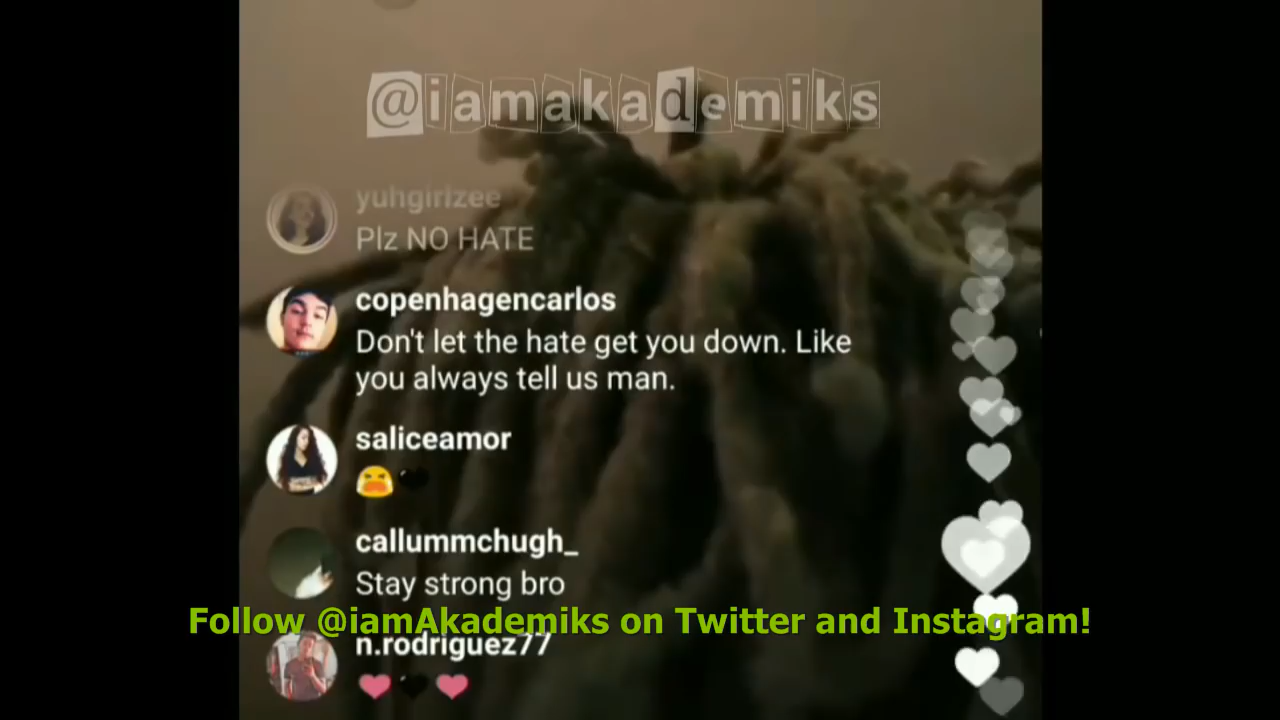 @iamakademiks
yuhgirlzee
Plz NO HATE
copenhagencarlos
Don't let the hate get you down. Like
you always tell us man.
saliceamor
😫🖤
callummchugh_
Stay strong bro
Follow @iamAkademiks on Twitter and Instagram!
n.rodriguez77
❤🖤❤